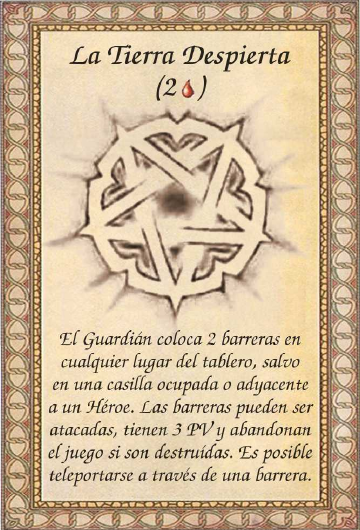 La Tierra Despierta
(2)
El Guardián coloca 2 barreras en
cualquier lugar del tablero, salvo
en una casilla ocupada o adyacente
a un Héroe. Las barreras pueden ser
atacadas, tienen 3 PV y abandonan
el juego si son destruídas. Es posible
teleportarse a través de una barrera.